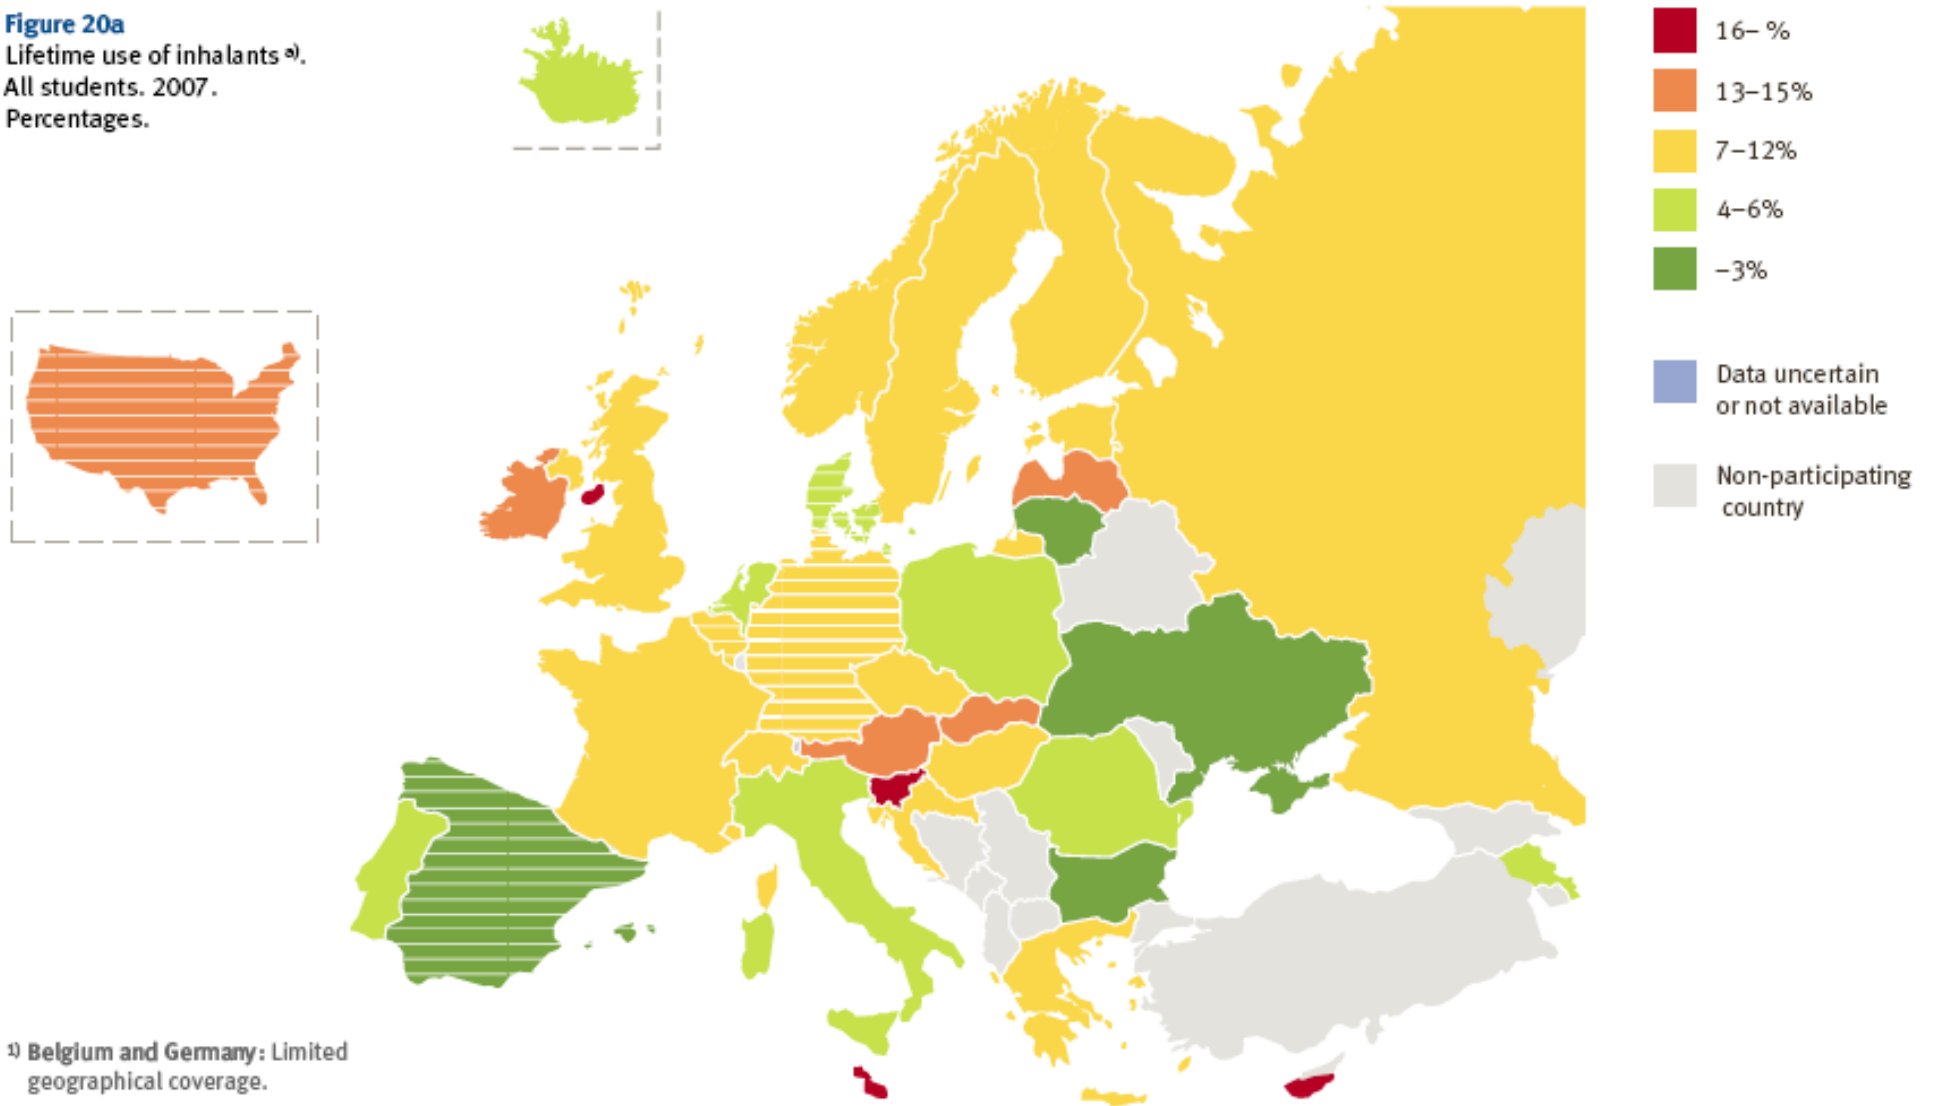 Figure 20a
Lifetime use of inhalants a).
All students. 2007.
Percentages.
16– %
13–15%
7–12%
4–6%
–3%
Data uncertain
or not available
Non-participating
country
1) Belgium and Germany: Limited
geographical coverage.